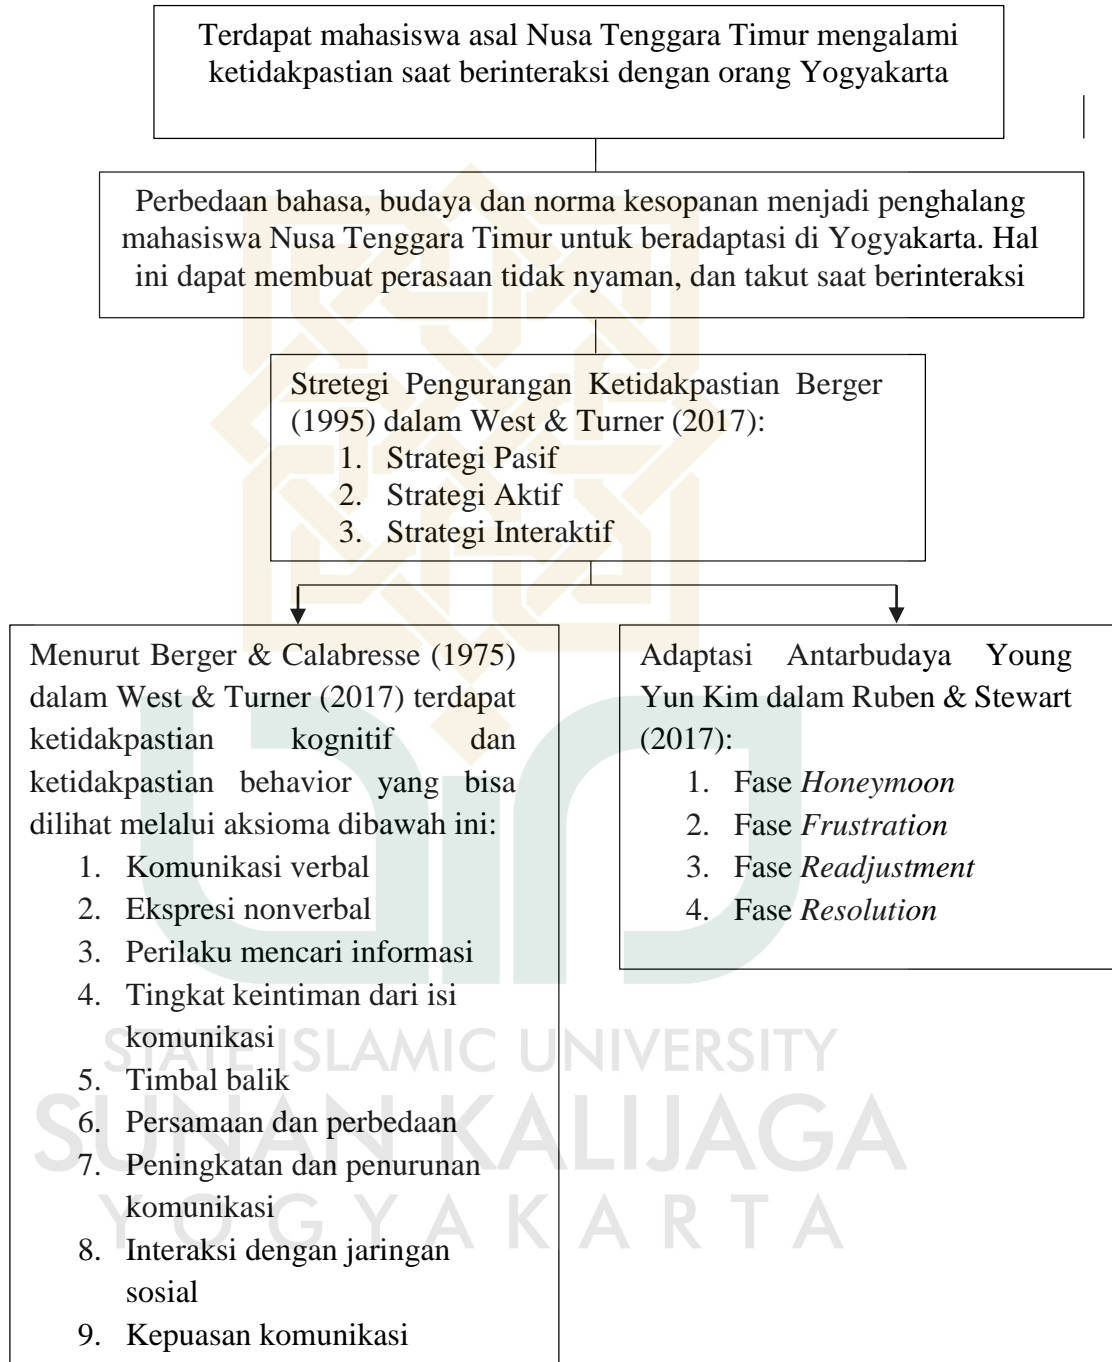 Terdapat mahasiswa asal Nusa Tenggara Timur mengalami
ketidakpastian saat berinteraksi dengan orang Yogyakarta
Perbedaan bahasa, budaya dan norma kesopanan menjadi penghalang
mahasiswa Nusa Tenggara Timur untuk beradaptasi di Yogyakarta. Hal
ini dapat membuat perasaan tidak nyaman, dan takut saat berinteraksi
Stretegi Pengurangan Ketidakpastian Berger
(1995) dalam West & Turner (2017):
1. Strategi Pasif
2. Strategi Aktif
3. Strategi Interaktif
Menurut Berger & Calabresse (1975)
dalam West & Turner (2017) terdapat
ketidakpastian kognitif dan
ketidakpastian behavior yang bisa
dilihat melalui aksioma dibawah ini:
1. Komunikasi verbal
2. Ekspresi nonverbal
3. Perilaku mencari informasi
4. Tingkat keintiman dari isi
komunikasi
5. Timbal balik
6. Persamaan dan perbedaan
7. Peningkatan dan penurunan
komunikasi
8. Interaksi dengan jaringan
sosial
9. Kepuasan komunikasi
Adaptasi Antarbudaya Young
Yun Kim dalam Ruben & Stewart
(2017):
1. Fase Honeymoon
2. Fase Frustration
3. Fase Readjustment
4. Fase Resolution
STATE ISLAMIC UNIVERSITY
SUNAN KALIJAGA
YOGYAKARTA